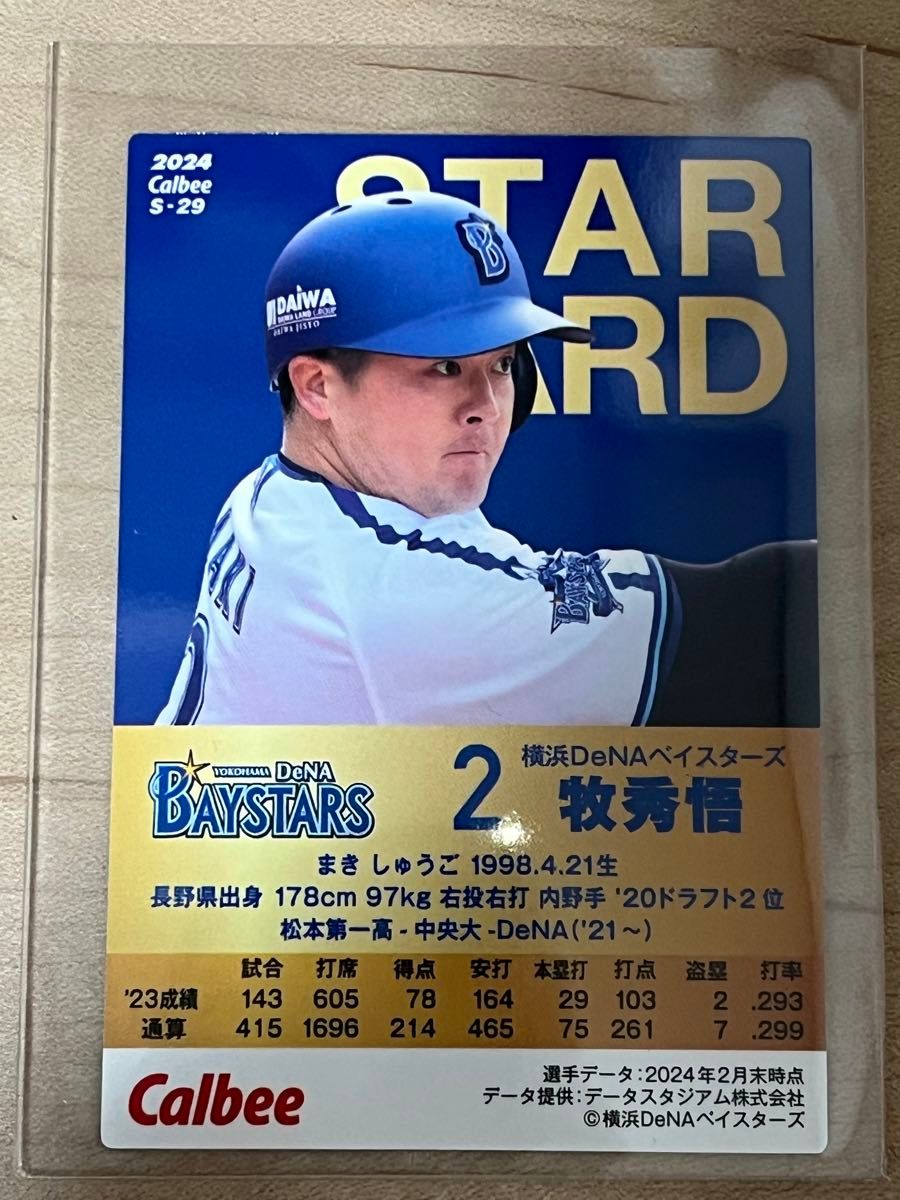 2024
Calbee
S-29
STAR
ARD
B
DAIWA
DAIWA LAND GROUP
DAIWA JISYO
AKI
2
BAYSTARS
YOKOHAMA DeNA
BAYSTARS
2
横浜DeNAベイスターズ
牧秀悟
まき しゅうご 1998.4.21生
長野県出身 178cm 97kg 右投右打 内野手 '20ドラフト2位
松本第一高-中央大-DeNA('21〜)
試合 打席 得点 安打 本塁打 打点 盗塁 打率
'23成績 143 605 78 164 29 103 2 .293
通算 415 1696 214 465 75 261 7 .299
Calbee
選手データ:2024年2月末時点
データ提供:データスタジアム株式会社
©横浜DeNAベイスターズ